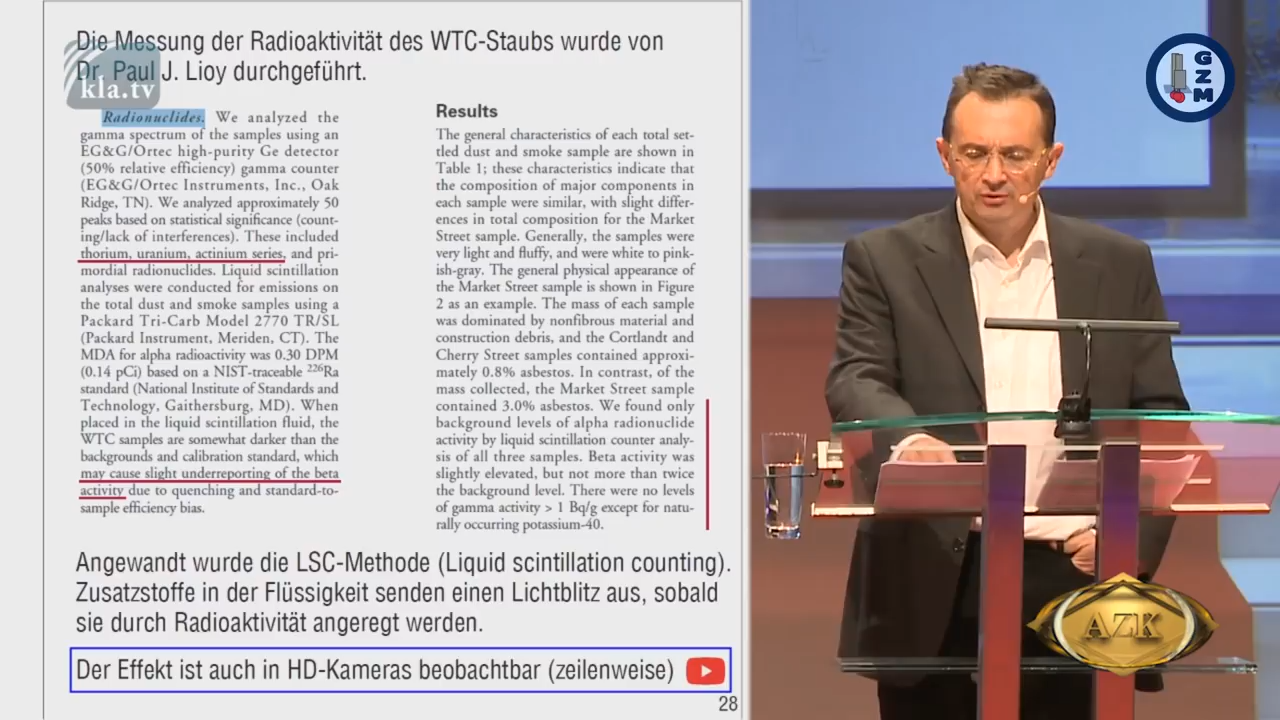 Die Messung der Radioaktivität des WTC-Staubs wurde von
Dr. Paul J. Lioy durchgeführt.
kla.tv
Radionuclides. We analyzed the
gamma spectrum of the samples using an
EG&G/Ortec high-purity Ge detector
(50% relative efficiency) gamma counter
(EG&G/Ortec Instruments, Inc., Oak
Ridge, TN). We analyzed approximately 50
peaks based on statistical significance (count-
ing/lack of interferences). These included
thorium, uranium, actinium series, and pri-
mordial radionuclides. Liquid scintillation
analyses were conducted for emissions on
the total dust and smoke samples using a
Packard Tri-Carb Model 2770 TR/SL
(Packard Instrument, Meriden, CT). The
MDA for alpha radioactivity was 0.30 DPM
(0.14 pCi) based on a NIST-traceable ²²⁶Ra
standard (National Institute of Standards and
Technology, Gaithersburg, MD). When
placed in the liquid scintillation fluid, the
WTC samples are somewhat darker than the
backgrounds and calibration standard, which
may cause slight underreporting of the beta
activity due to quenching and standard-to-
sample efficiency bias.
Results
The general characteristics of each total set-
tled dust and smoke sample are shown in
Table 1; these characteristics indicate that
the composition of major components in
each sample were similar, with slight differ-
ences in total composition for the Market
Street sample. Generally, the samples were
very light and fluffy, and were white to pink-
ish-gray. The general physical appearance of
the Market Street sample is shown in Figure
2 as an example. The mass of each sample
was dominated by nonfibrous material and
construction debris, and the Cortlandt and
Cherry Street samples contained approxi-
mately 0.8% asbestos. In contrast, of the
mass collected, the Market Street sample
contained 3.0% asbestos. We found only
background levels of alpha radionuclide
activity by liquid scintillation counter analy-
sis of all three samples. Beta activity was
slightly elevated, but not more than twice
the background level. There were no levels
of gamma activity > 1 Bq/g except for natu-
rally occurring potassium-40.
Angewandt wurde die LSC-Methode (Liquid scintillation counting).
Zusatzstoffe in der Flüssigkeit senden einen Lichtblitz aus, sobald
sie durch Radioaktivität angeregt werden.
Der Effekt ist auch in HD-Kameras beobachtbar (zeilenweise)
28
GZM
AZK